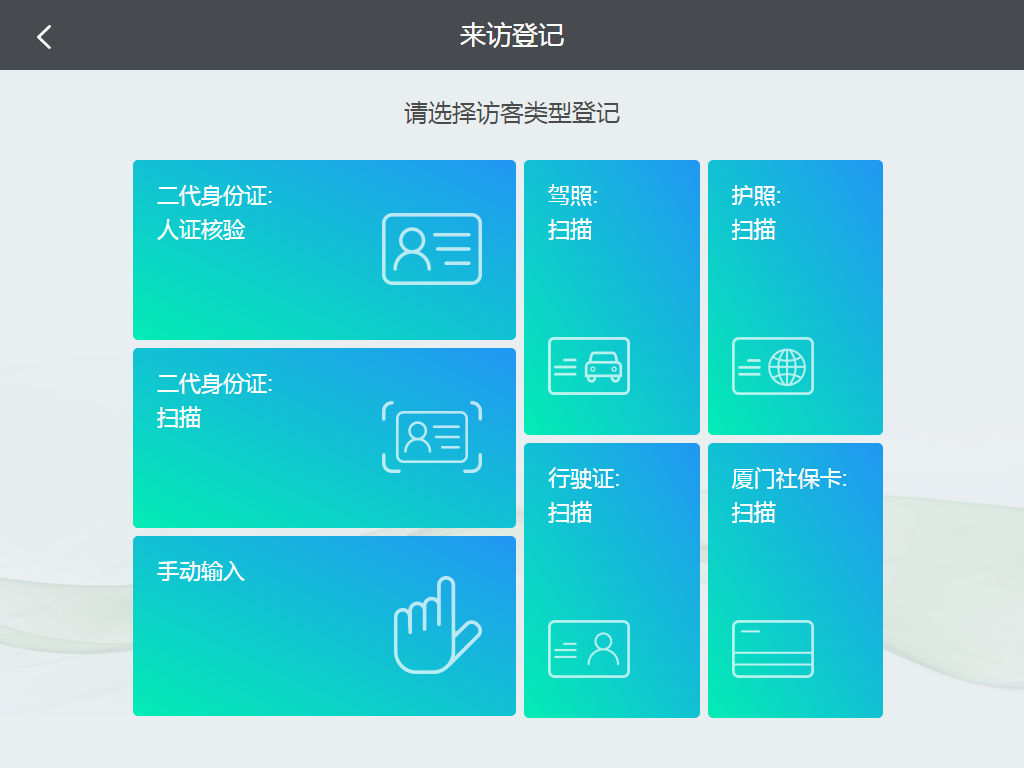 来访登记
请选择访客类型登记
二代身份证:
人证核验
二代身份证:
扫描
手动输入
驾照:
扫描
护照:
扫描
行驶证:
扫描
厦门社保卡:
扫描